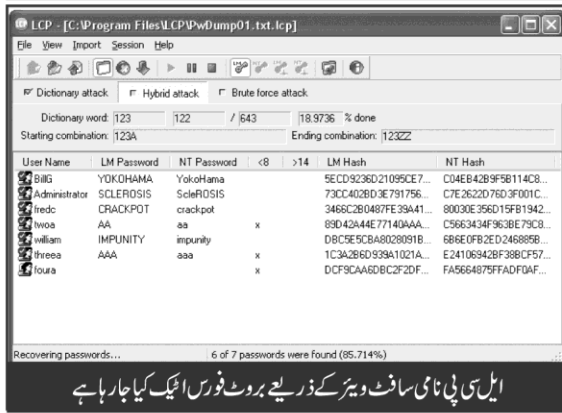 LCP - [C:\Program Files\LCP\PwDump01.txt.lcp]
File View Import Session Help
Dictionary attack Hybrid attack Brute force attack
Dictionary word: 123 122 / 643 18.9736 % done
Starting combination: 123A Ending combination: 123ZZ
User Name LM Password NT Password <8 >14 LM Hash NT Hash
BillG YOKOHAMA YokoHama 5ECD9236D21095CE7... C04EB42B9F5B114C8...
Administrator SCLEROSIS ScleROSIS 73CC402BD3E791756... C7E2622D76D3F001C...
fredc CRACKPOT crackpot 3466C2B0487FE39A41... 80030E356D15FB1942...
twoa AA aa x 89D42A44E77140AAA... C5663434F963BE79C8...
william IMPUNITY impunity DBC5E5CBA8028091B... 6B6E0FB2ED246885B...
threea AAA aaa x 1C3A2B6D939A1021A... E24106942BF38BCF57...
foura x DCF9CAA6DBC2F2DF... FA5664875FFADF0AF...
Recovering passwords... 6 of 7 passwords were found (85.714%)
ایل سی پی نامی سافٹ ویئر کے ذریعے بروٹ فورس اٹیک کیا جارہا ہے